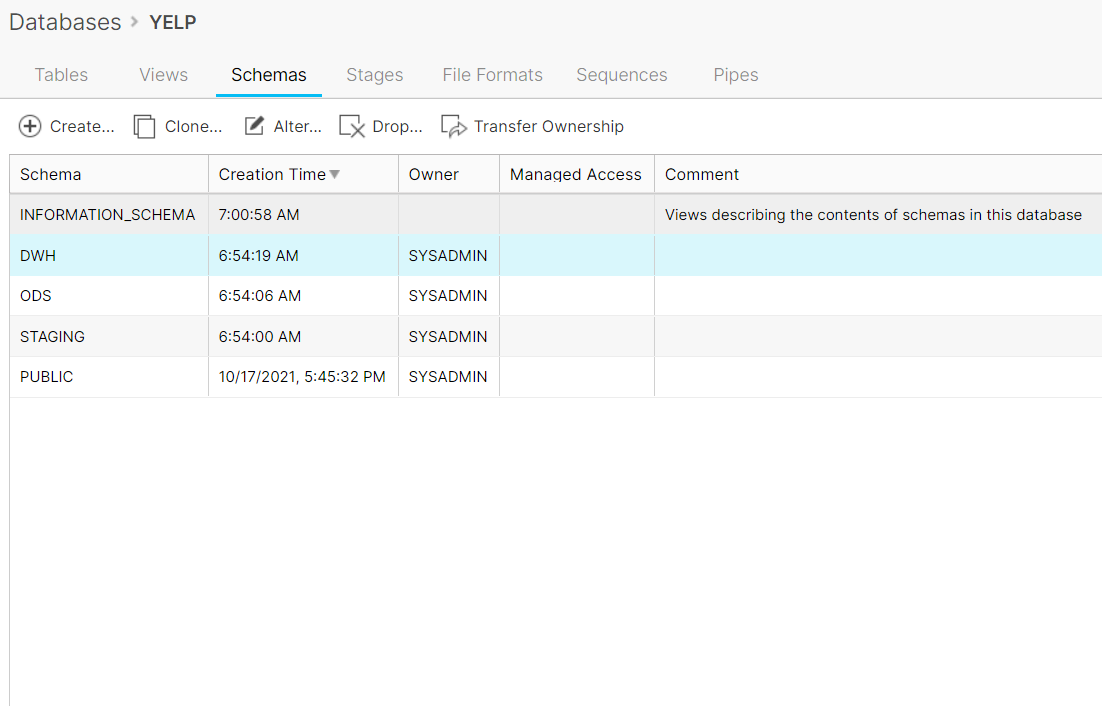 Databases > YELP
Tables Views Schemas Stages File Formats Sequences Pipes
Create... Clone... Alter... Drop... Transfer Ownership
Schema Creation Time Owner Managed Access Comment
INFORMATION_SCHEMA 7:00:58 AM Views describing the contents of schemas in this database
DWH 6:54:19 AM SYSADMIN
ODS 6:54:06 AM SYSADMIN
STAGING 6:54:00 AM SYSADMIN
PUBLIC 10/17/2021, 5:45:32 PM SYSADMIN